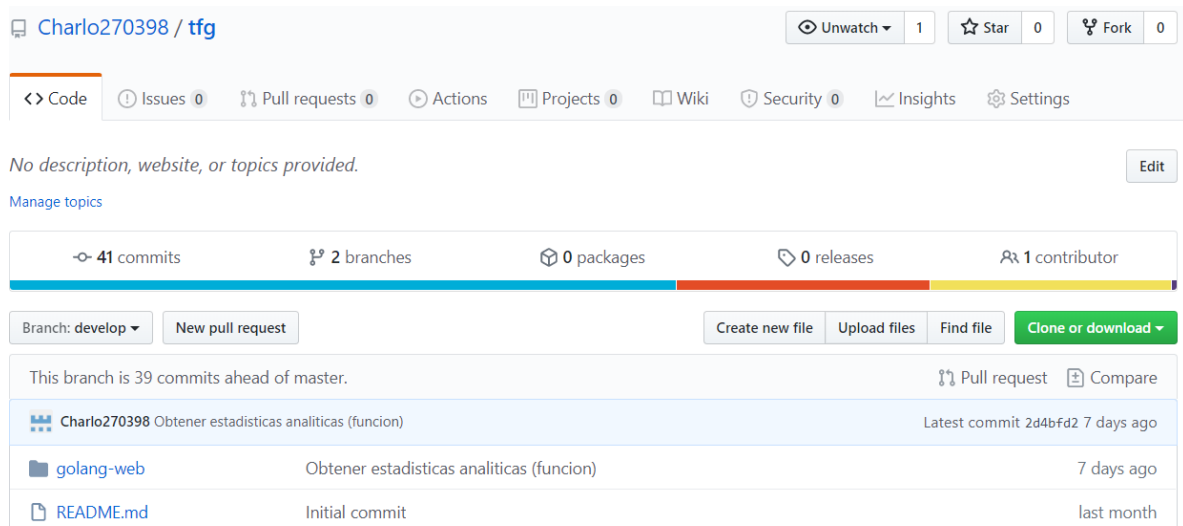 Charlo270398 / tfg Unwatch 1 Star 0 Fork 0
Code Issues 0 Pull requests 0 Actions Projects 0 Wiki Security 0 Insights Settings
No description, website, or topics provided. Edit
Manage topics
41 commits 2 branches 0 packages 0 releases 1 contributor
Branch: develop New pull request Create new file Upload files Find file Clone or download
This branch is 39 commits ahead of master. Pull request Compare
Charlo270398 Obtener estadisticas analiticas (funcion) Latest commit 2d4bfd2 7 days ago
golang-web Obtener estadisticas analiticas (funcion) 7 days ago
README.md Initial commit last month